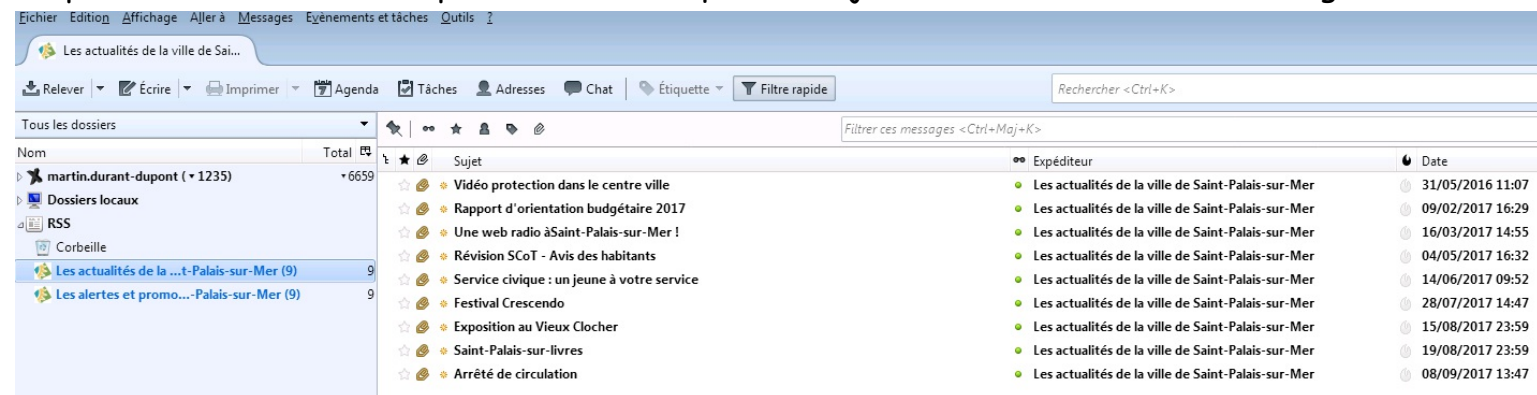 Fichier Edition Affichage Aller à Messages Evènements et tâches Outils ?
Les actualités de la ville de Sai...
Relever Écrire Imprimer Agenda Tâches Adresses Chat Étiquette Filtre rapide Rechercher <Ctrl+K>
Tous les dossiers Filtrer ces messages <Ctrl+Maj+K>
Nom Total Sujet Expéditeur Date
martin.durant-dupont ( ▾ 1235) ▾ 6659
Dossiers locaux
RSS
Corbeille
Les actualités de la ...t-Palais-sur-Mer (9) 9
Les alertes et promo...-Palais-sur-Mer (9) 9
Vidéo protection dans le centre ville Les actualités de la ville de Saint-Palais-sur-Mer 31/05/2016 11:07
Rapport d'orientation budgétaire 2017 Les actualités de la ville de Saint-Palais-sur-Mer 09/02/2017 16:29
Une web radio àSaint-Palais-sur-Mer ! Les actualités de la ville de Saint-Palais-sur-Mer 16/03/2017 14:55
Révision SCoT - Avis des habitants Les actualités de la ville de Saint-Palais-sur-Mer 04/05/2017 16:32
Service civique : un jeune à votre service Les actualités de la ville de Saint-Palais-sur-Mer 14/06/2017 09:52
Festival Crescendo Les actualités de la ville de Saint-Palais-sur-Mer 28/07/2017 14:47
Exposition au Vieux Clocher Les actualités de la ville de Saint-Palais-sur-Mer 15/08/2017 23:59
Saint-Palais-sur-livres Les actualités de la ville de Saint-Palais-sur-Mer 19/08/2017 23:59
Arrêté de circulation Les actualités de la ville de Saint-Palais-sur-Mer 08/09/2017 13:47